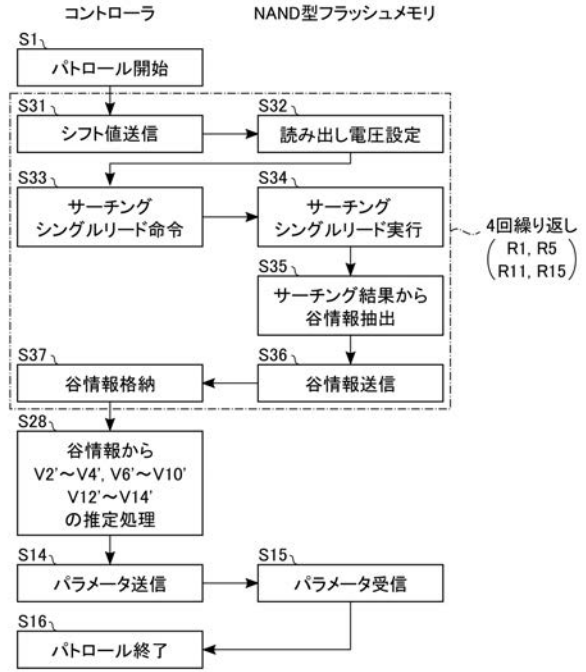 コントローラ
NAND型フラッシュメモリ
S1
パトロール開始
S31
シフト値送信
S32
読み出し電圧設定
S33
サーチング
シングルリード命令
S34
サーチング
シングルリード実行
4回繰り返し
R1, R5
R11, R15
S35
サーチング結果から
谷情報抽出
S37
谷情報格納
S36
谷情報送信
S28
谷情報から
V2'～V4', V6'～V10'
V12'～V14'
の推定処理
S14
パラメータ送信
S15
パラメータ受信
S16
パトロール終了